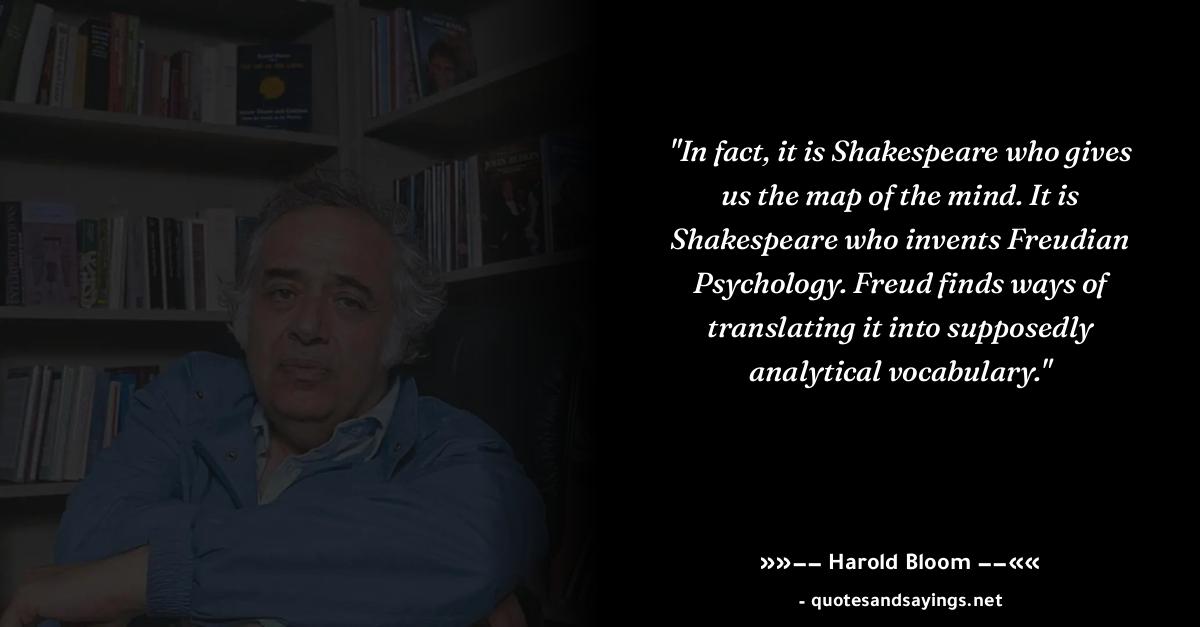 "In fact, it is Shakespeare who gives
us the map of the mind. It is
Shakespeare who invents Freudian
Psychology. Freud finds ways of
translating it into supposedly
analytical vocabulary."
»»−− Harold Bloom −−««
- quotesandsayings.net